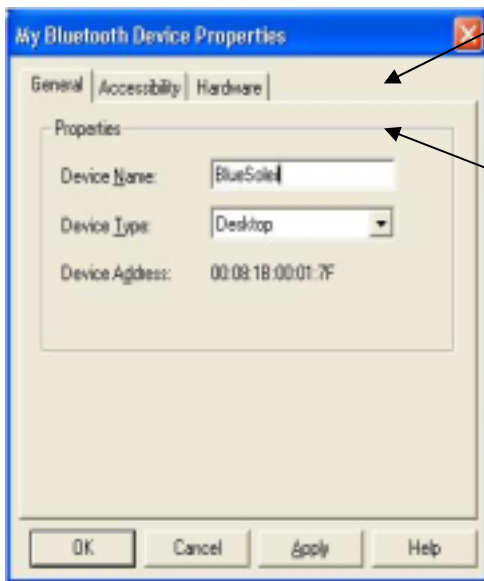 My Bluetooth Device Properties
General Accessibility Hardware
Properties
Device Name: BlueSolei
Device Type: Desktop
Device Address: 00:08:1B:00:01:7F
OK Cancel Apply Help